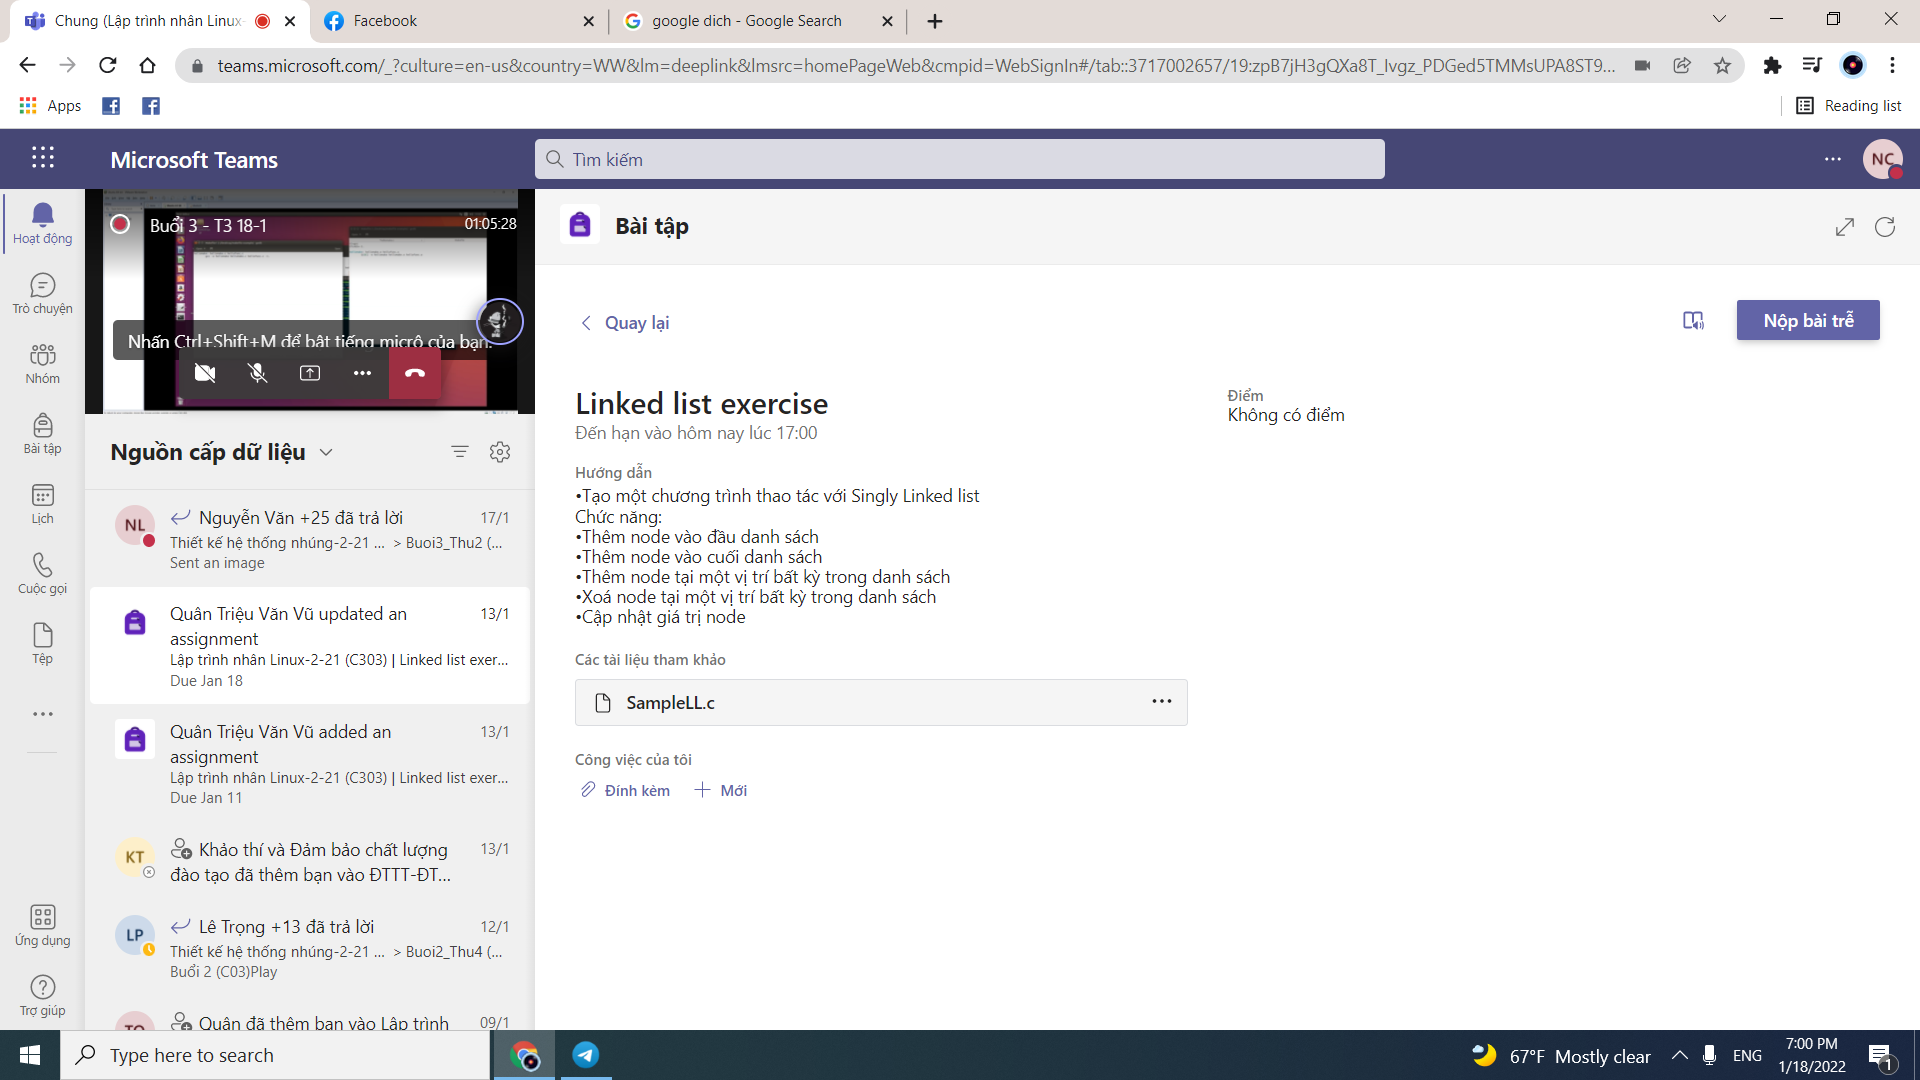 Chung (Lập trình nhân Linux-
Facebook
google dich - Google Search
teams.microsoft.com/_?culture=en-us&country=WW&lm=deeplink&lmsrc=homePageWeb&cmpid=WebSignIn#/tab::3717002657/19:zpB7jH3gQXa8T_Ivgz_PDGed5TMMsUPA8ST9...
Apps
Reading list
Microsoft Teams
Tìm kiếm
NC
Hoạt động
Trò chuyện
Nhóm
Bài tập
Lịch
Cuộc gọi
Tệp
Ứng dụng
Trợ giúp
Buổi 3 - T3 18-1
01:05:28
Nhấn Ctrl+Shift+M để bật tiếng micrô của bạn.
Nguồn cấp dữ liệu
NL
Nguyễn Văn +25 đã trả lời
17/1
Thiết kế hệ thống nhúng-2-21 ... > Buoi3_Thu2 (...
Sent an image
Quân Triệu Văn Vũ updated an
assignment
13/1
Lập trình nhân Linux-2-21 (C303) | Linked list exer...
Due Jan 18
Quân Triệu Văn Vũ added an
assignment
13/1
Lập trình nhân Linux-2-21 (C303) | Linked list exer...
Due Jan 11
KT
Khảo thí và Đảm bảo chất lượng
đào tạo đã thêm bạn vào ĐTTT-ĐT...
13/1
LP
Lê Trọng +13 đã trả lời
12/1
Thiết kế hệ thống nhúng-2-21 ... > Buoi2_Thu4 (...
Buổi 2 (C03)Play
Quân đã thêm bạn vào Lập trình
09/1
Bài tập
Quay lại
Nộp bài trễ
Linked list exercise
Đến hạn vào hôm nay lúc 17:00
Điểm
Không có điểm
Hướng dẫn
•Tạo một chương trình thao tác với Singly Linked list
Chức năng:
•Thêm node vào đầu danh sách
•Thêm node vào cuối danh sách
•Thêm node tại một vị trí bất kỳ trong danh sách
•Xoá node tại một vị trí bất kỳ trong danh sách
•Cập nhật giá trị node
Các tài liệu tham khảo
SampleLL.c
Công việc của tôi
Đính kèm
Mới
Type here to search
67°F Mostly clear
ENG
7:00 PM
1/18/2022
1